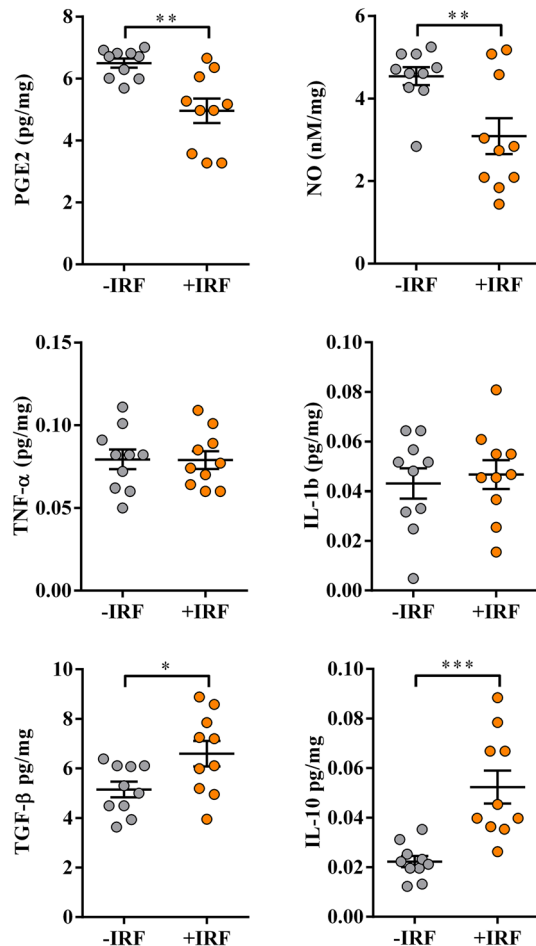 **
PGE2 (pg/mg)
8
6
4
2
0
-IRF +IRF
**
NO (nM/mg)
6
4
2
0
-IRF +IRF
TNF-α (pg/mg)
0.15
0.10
0.05
0.00
-IRF +IRF
IL-1b (pg/mg)
0.10
0.08
0.06
0.04
0.02
0.00
-IRF +IRF
*
TGF-β pg/mg
10
8
6
4
2
0
-IRF +IRF
***
IL-10 pg/mg
0.10
0.08
0.06
0.04
0.02
0.00
-IRF +IRF